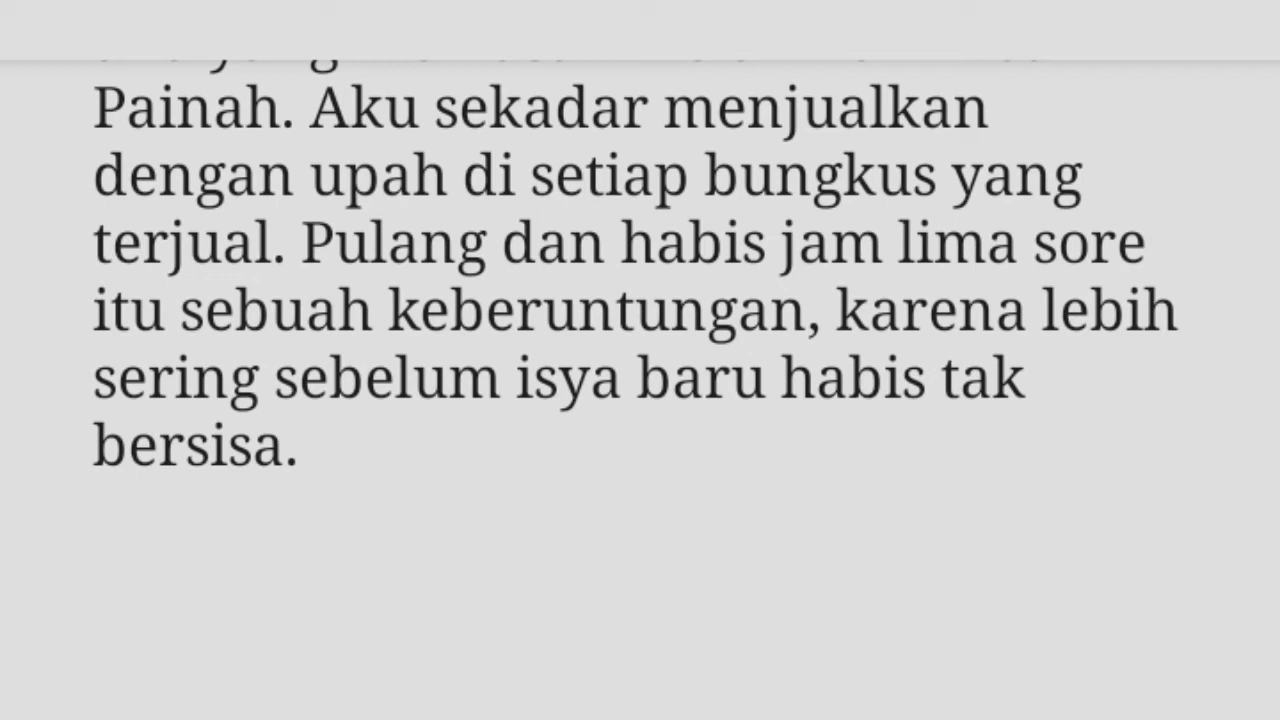 Painah. Aku sekadar menjualkan
dengan upah di setiap bungkus yang
terjual. Pulang dan habis jam lima sore
itu sebuah keberuntungan, karena lebih
sering sebelum isya baru habis tak
bersisa.